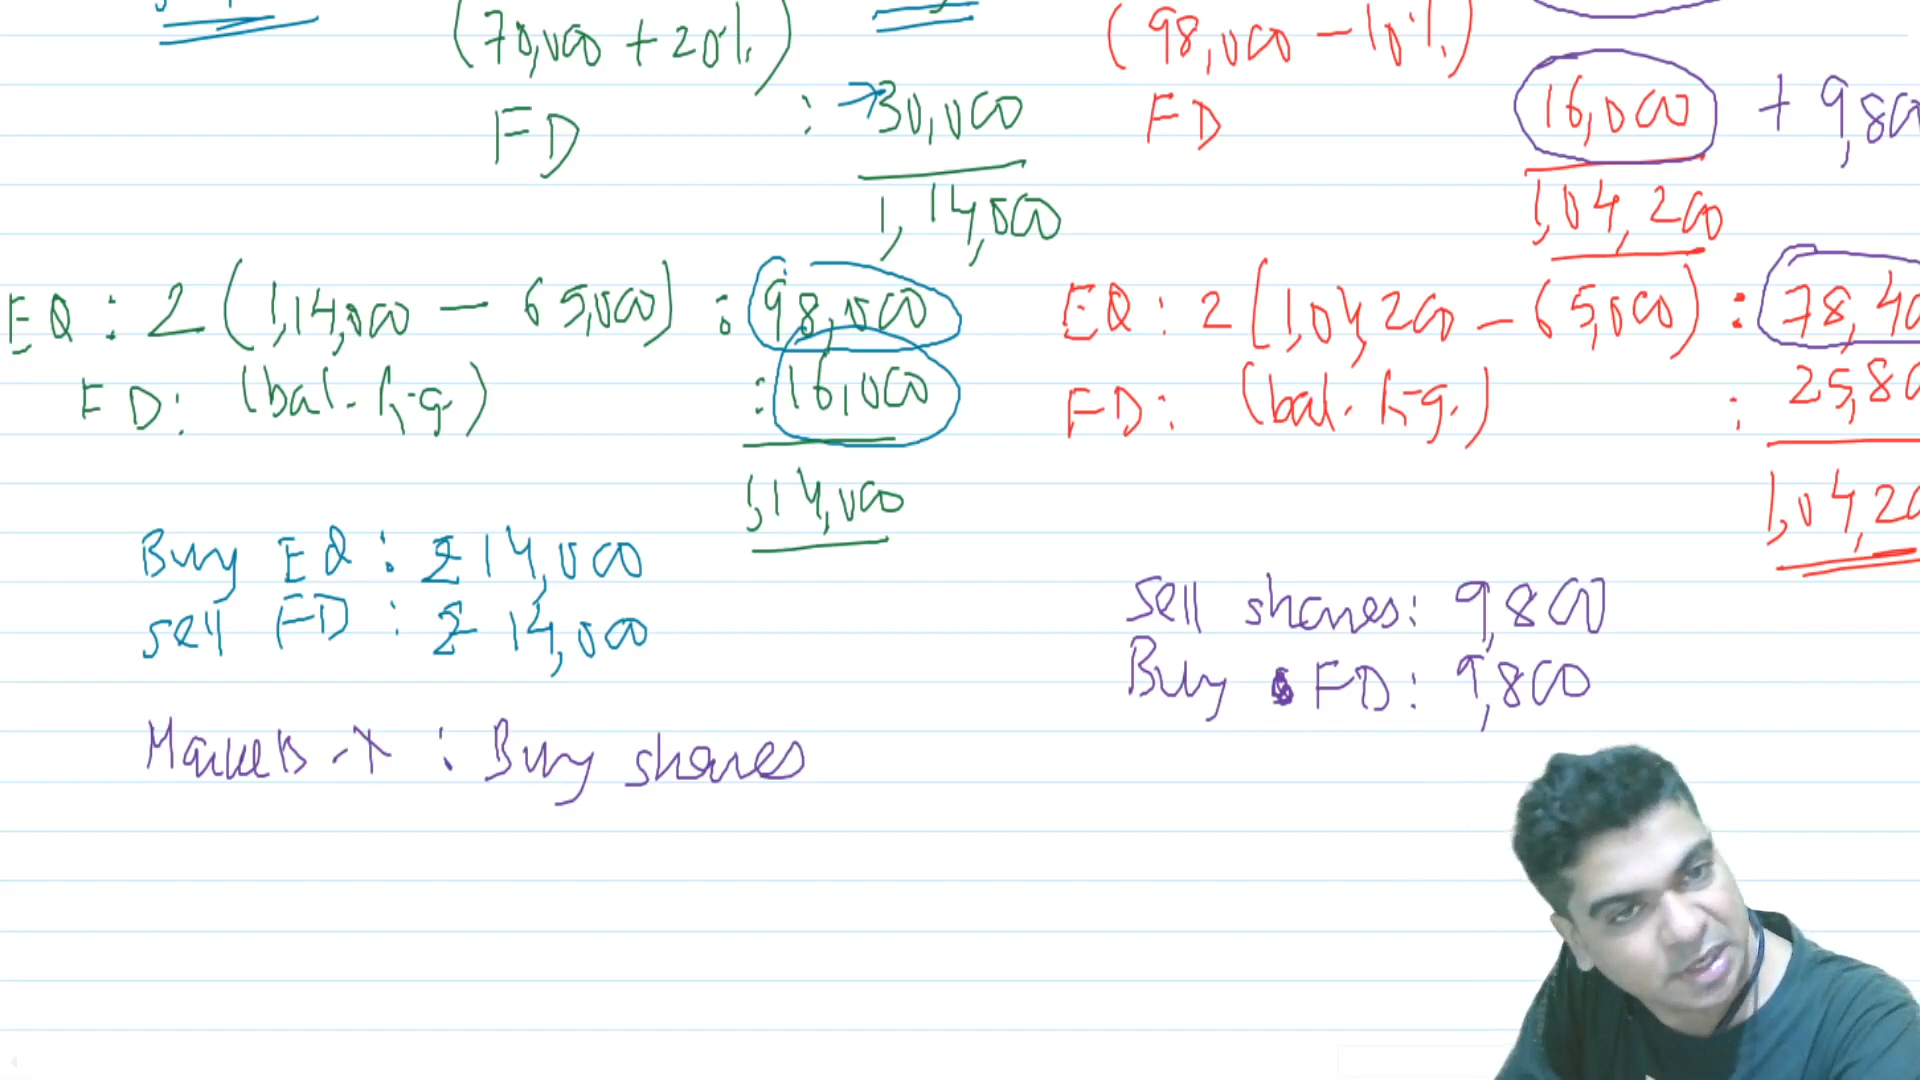 (70,000 + 20%)
FD : → 30,000
1,14,000
EQ : 2 (1,14,000 – 65,000) : 98,000
FD : (bal. fig.) : 16,000
1,14,000
Buy EQ : ₹ 14,000
Sell FD : ₹ 14,000
Markets ↑ : Buy shares
(98,000 – 10%)
FD 16,000 + 9,800
1,04,200
EQ : 2 (1,04,200 – 65,000) : 78,40
FD : (bal. fig.) : 25,80
1,04,20
Sell shares : 9,800
Buy FD : 9,800